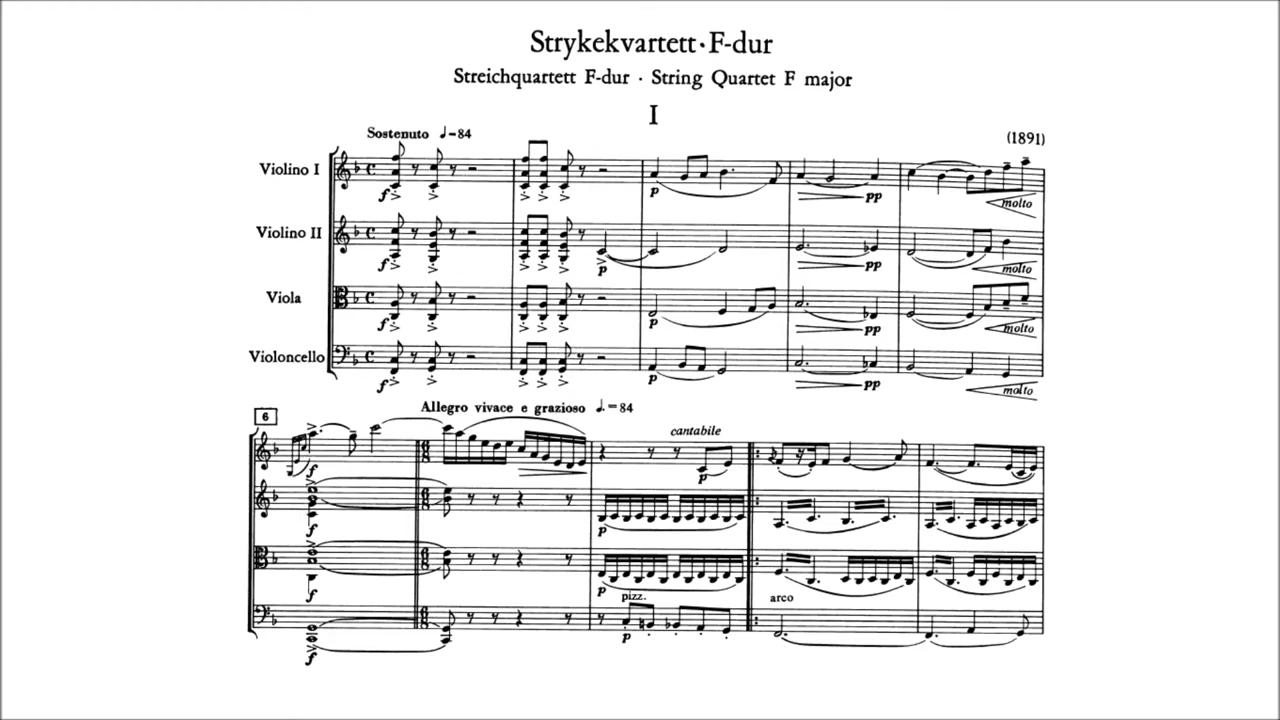 Strykekvartett·F-dur
Streichquartett F-dur · String Quartet F major
I
Sostenuto ♩=84
(1891)
Violino I
f
p
pp
molto
Violino II
f
p
pp
molto
Viola
f
p
pp
molto
Violoncello
f
p
pp
molto
6
Allegro vivace e grazioso ♩.=84
cantabile
f
p
f
p
f
p
pizz.
arco
f
p